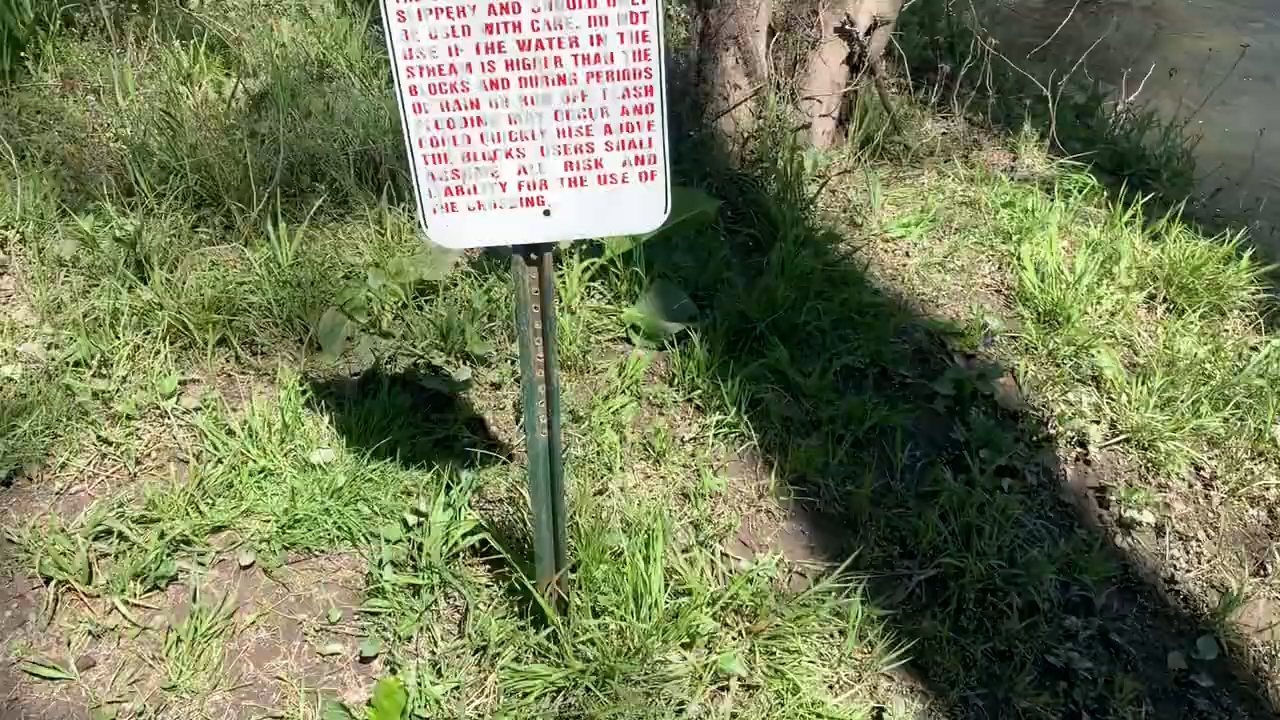 SLIPPERY AND SHOULD ONLY
BE USED WITH CARE. DO NOT
USE IF THE WATER IN THE
STREAM IS HIGHER THAN THE
BLOCKS AND DURING PERIODS
OF RAIN OR RUN OFF FLASH
FLOODING MAY OCCUR AND
COULD QUICKLY RISE ABOVE
THE BLOCKS. USERS SHALL
ASSUME ALL RISK AND
LIABILITY FOR THE USE OF
THE CROSSING.